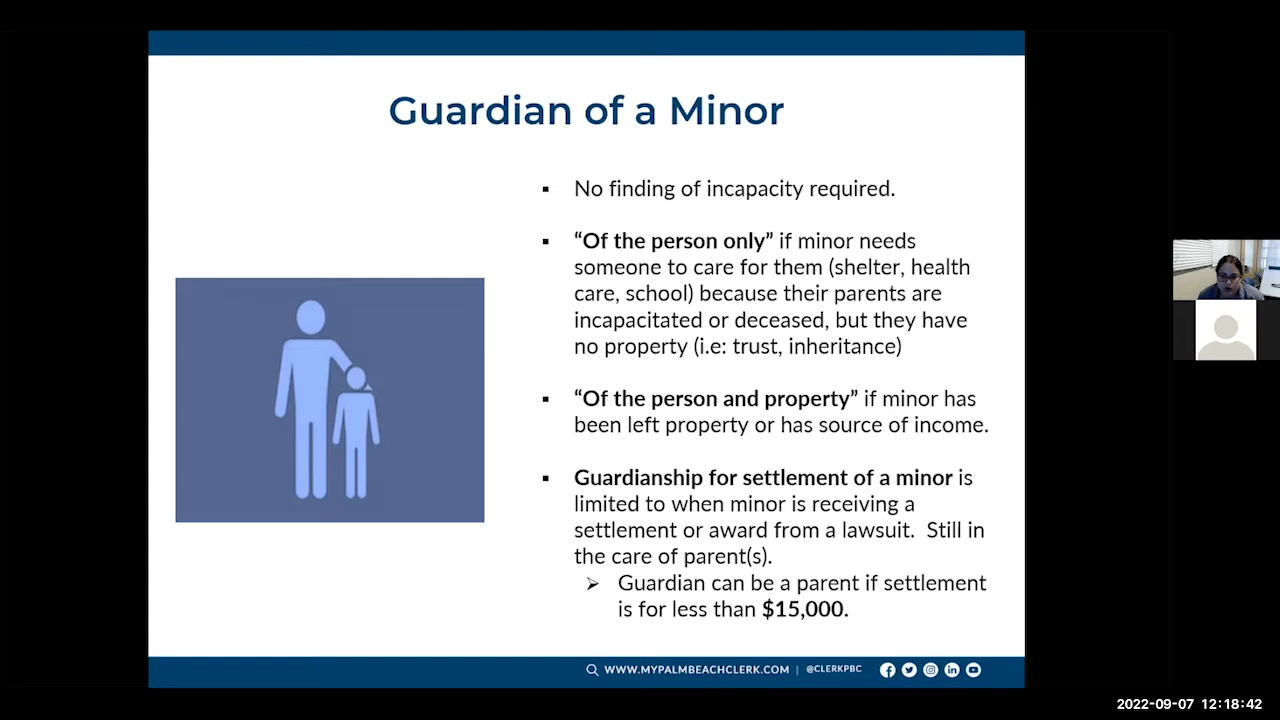 Guardian of a Minor
▪ No finding of incapacity required.
▪ “Of the person only” if minor needs
someone to care for them (shelter, health
care, school) because their parents are
incapacitated or deceased, but they have
no property (i.e: trust, inheritance)
▪ “Of the person and property” if minor has
been left property or has source of income.
▪ Guardianship for settlement of a minor is
limited to when minor is receiving a
settlement or award from a lawsuit.  Still in
the care of parent(s).
➢ Guardian can be a parent if settlement
is for less than $15,000.
WWW.MYPALMBEACHCLERK.COM | @CLERKPBC
2022-09-07 12:18:42